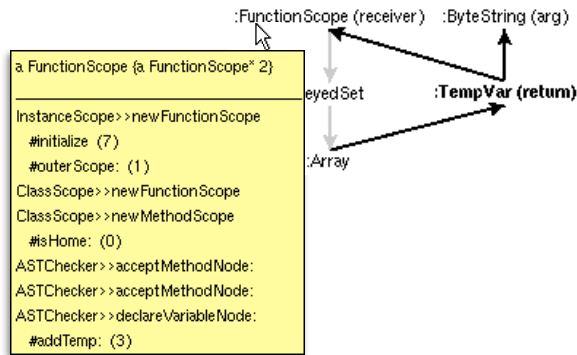 :FunctionScope (receiver)  :ByteString (arg)
a FunctionScope {a FunctionScope* 2}
eyedSet  :TempVar (return)
InstanceScope>>newFunctionScope
#initialize (7)
#outerScope: (1)
:Array
ClassScope>>newFunctionScope
ClassScope>>newMethodScope
#isHome: (0)
ASTChecker>>acceptMethodNode:
ASTChecker>>acceptMethodNode:
ASTChecker>>declareVariableNode:
#addTemp: (3)